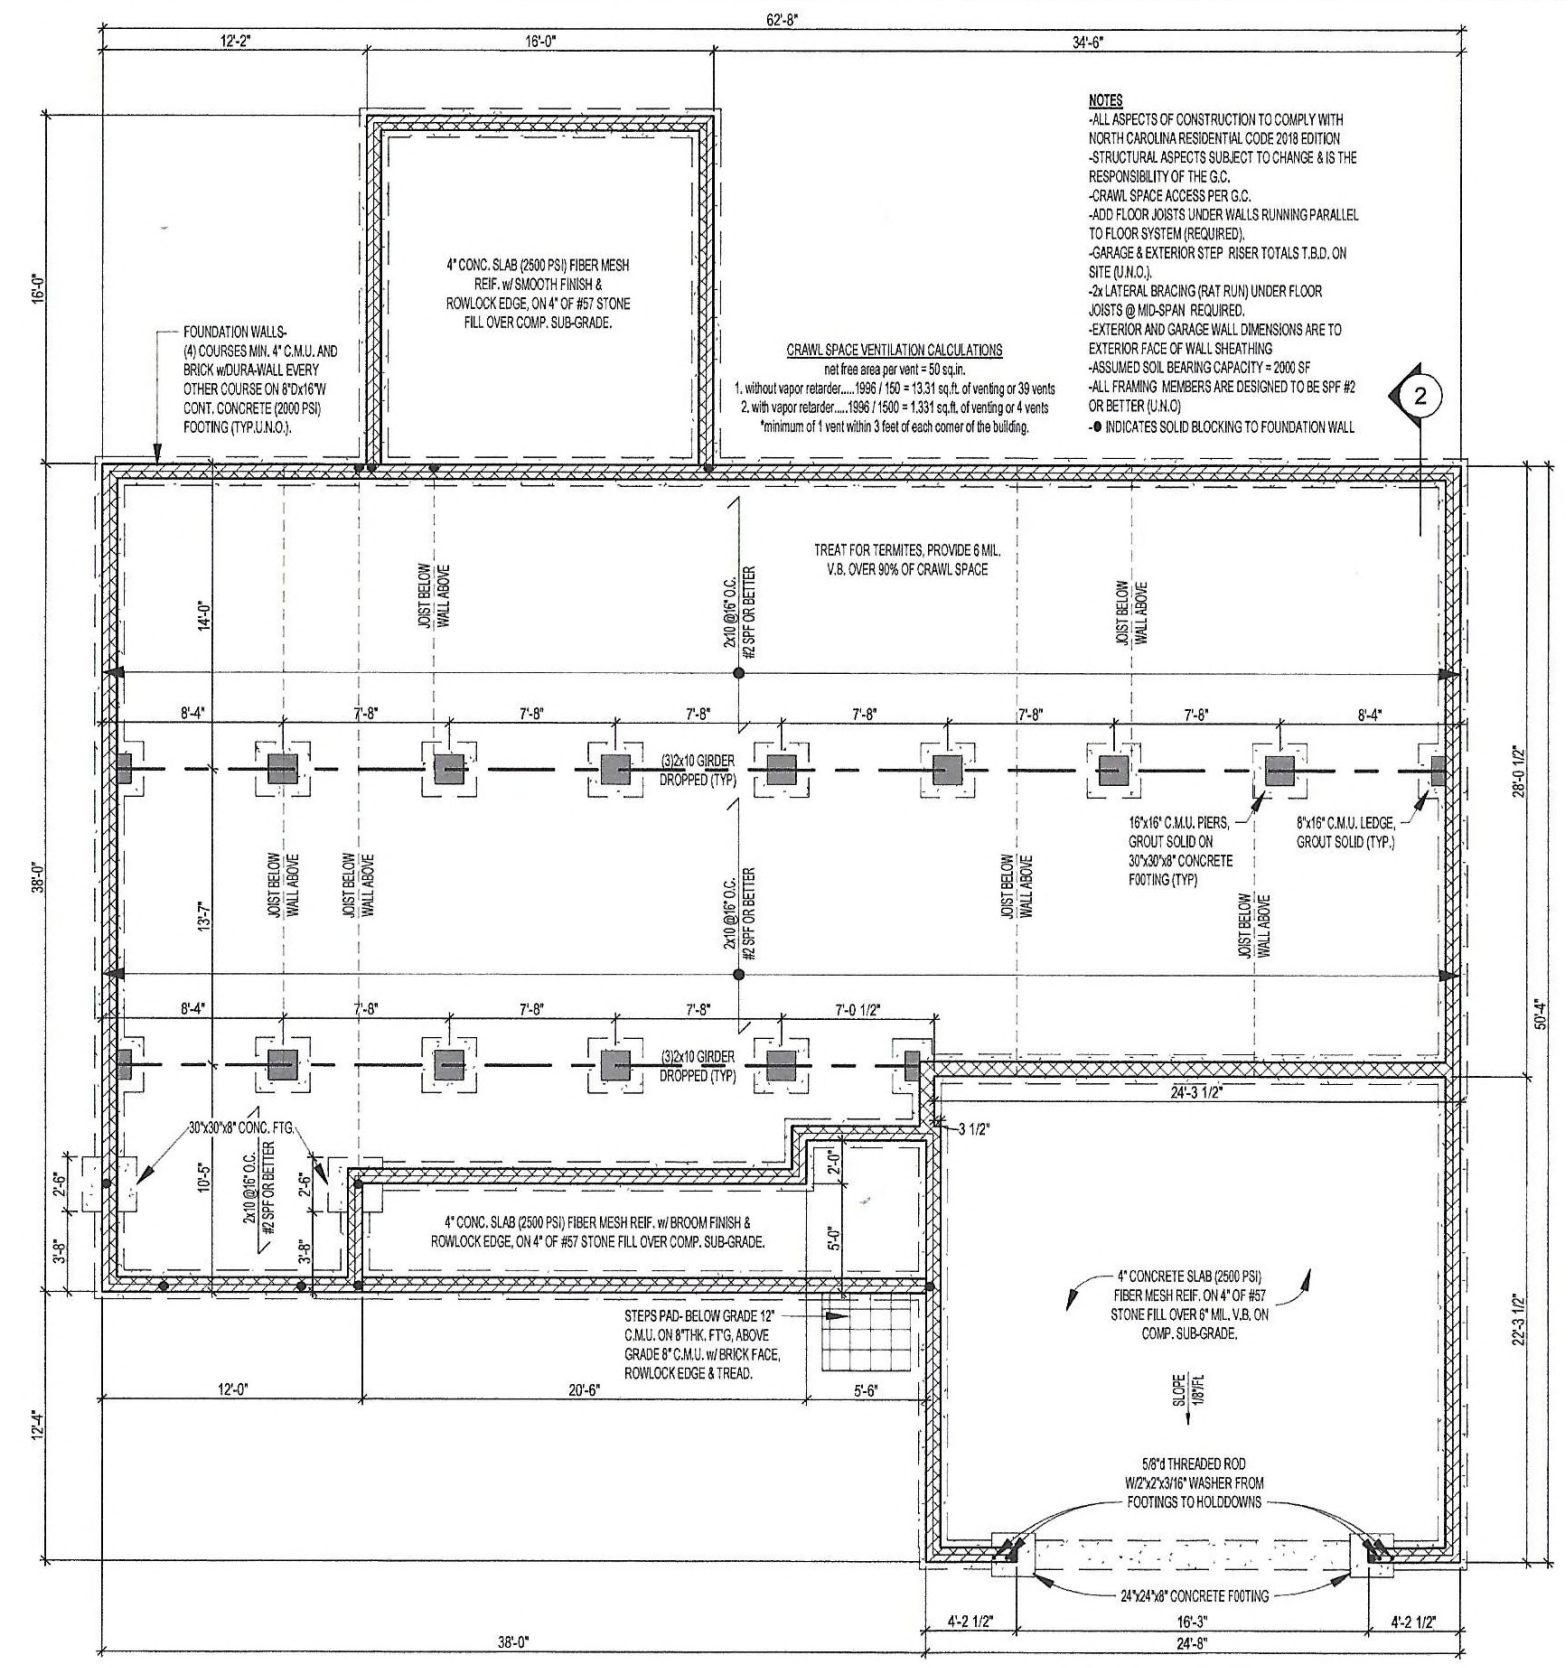 62'-8"
12'-2"
16'-0"
34'-6"
NOTES
-ALL ASPECTS OF CONSTRUCTION TO COMPLY WITH
NORTH CAROLINA RESIDENTIAL CODE 2018 EDITION
-STRUCTURAL ASPECTS SUBJECT TO CHANGE & IS THE
RESPONSIBILITY OF THE G.C.
-CRAWL SPACE ACCESS PER G.C.
-ADD FLOOR JOISTS UNDER WALLS RUNNING PARALLEL
TO FLOOR SYSTEM (REQUIRED).
-GARAGE & EXTERIOR STEP RISER TOTALS T.B.D. ON
SITE (U.N.O.).
-2x LATERAL BRACING (RAT RUN) UNDER FLOOR
JOISTS @ MID-SPAN REQUIRED.
-EXTERIOR AND GARAGE WALL DIMENSIONS ARE TO
EXTERIOR FACE OF WALL SHEATHING
-ASSUMED SOIL BEARING CAPACITY = 2000 SF
-ALL FRAMING MEMBERS ARE DESIGNED TO BE SPF #2
OR BETTER (U.N.O)
-● INDICATES SOLID BLOCKING TO FOUNDATION WALL
2
16'-0"
4" CONC. SLAB (2500 PSI) FIBER MESH
REIF. w/ SMOOTH FINISH &
ROWLOCK EDGE, ON 4" OF #57 STONE
FILL OVER COMP. SUB-GRADE.
FOUNDATION WALLS-
(4) COURSES MIN. 4" C.M.U. AND
BRICK w/DURA-WALL EVERY
OTHER COURSE ON 8"Dx16"W
CONT. CONCRETE (2000 PSI)
FOOTING (TYP.U.N.O.).
CRAWL SPACE VENTILATION CALCULATIONS
net free area per vent = 50 sq.in.
1. without vapor retarder.....1996 / 150 = 13.31 sq.ft. of venting or 39 vents
2. with vapor retarder....1996 / 1500 = 1.331 sq.ft. of venting or 4 vents
*minimum of 1 vent within 3 feet of each corner of the building.
TREAT FOR TERMITES, PROVIDE 6 MIL.
V.B. OVER 90% OF CRAWL SPACE
14'-0"
JOIST BELOW
WALL ABOVE
2x10 @16" O.C.
#2 SPF OR BETTER
JOIST BELOW
WALL ABOVE
8'-4"
7'-8"
7'-8"
7'-8"
7'-8"
7'-8"
7'-8"
8'-4"
(3)2x10 GIRDER
DROPPED (TYP)
28'-0 1/2"
16"x16" C.M.U. PIERS,
GROUT SOLID ON
30"x30"x8" CONCRETE
FOOTING (TYP)
8"x16" C.M.U. LEDGE,
GROUT SOLID (TYP.)
38'-0"
13'-7"
JOIST BELOW
WALL ABOVE
JOIST BELOW
WALL ABOVE
2x10 @16" O.C.
#2 SPF OR BETTER
JOIST BELOW
WALL ABOVE
JOIST BELOW
WALL ABOVE
8'-4"
7'-8"
7'-8"
7'-8"
7'-0 1/2"
50'-4"
(3)2x10 GIRDER
DROPPED (TYP)
24'-3 1/2"
3 1/2"
30"x30"x8" CONC. FTG.
2'-6"
3'-8"
10'-5"
2x10 @16" O.C.
#2 SPF OR BETTER
2'-6"
3'-8"
2'-0"
5'-0"
4" CONC. SLAB (2500 PSI) FIBER MESH REIF. w/ BROOM FINISH &
ROWLOCK EDGE, ON 4" OF #57 STONE FILL OVER COMP. SUB-GRADE.
STEPS PAD- BELOW GRADE 12"
C.M.U. ON 8"THK. FT'G, ABOVE
GRADE 8" C.M.U. w/ BRICK FACE,
ROWLOCK EDGE & TREAD.
4" CONCRETE SLAB (2500 PSI)
FIBER MESH REIF. ON 4" OF #57
STONE FILL OVER 6" MIL. V.B. ON
COMP. SUB-GRADE.
22'-3 1/2"
SLOPE
1/8"/FL
12'-0"
20'-6"
5'-6"
12'-4"
5/8"d THREADED ROD
W/2"x2"x3/16" WASHER FROM
FOOTINGS TO HOLDDOWNS
24"x24"x8" CONCRETE FOOTING
4'-2 1/2"
16'-3"
4'-2 1/2"
38'-0"
24'-8"